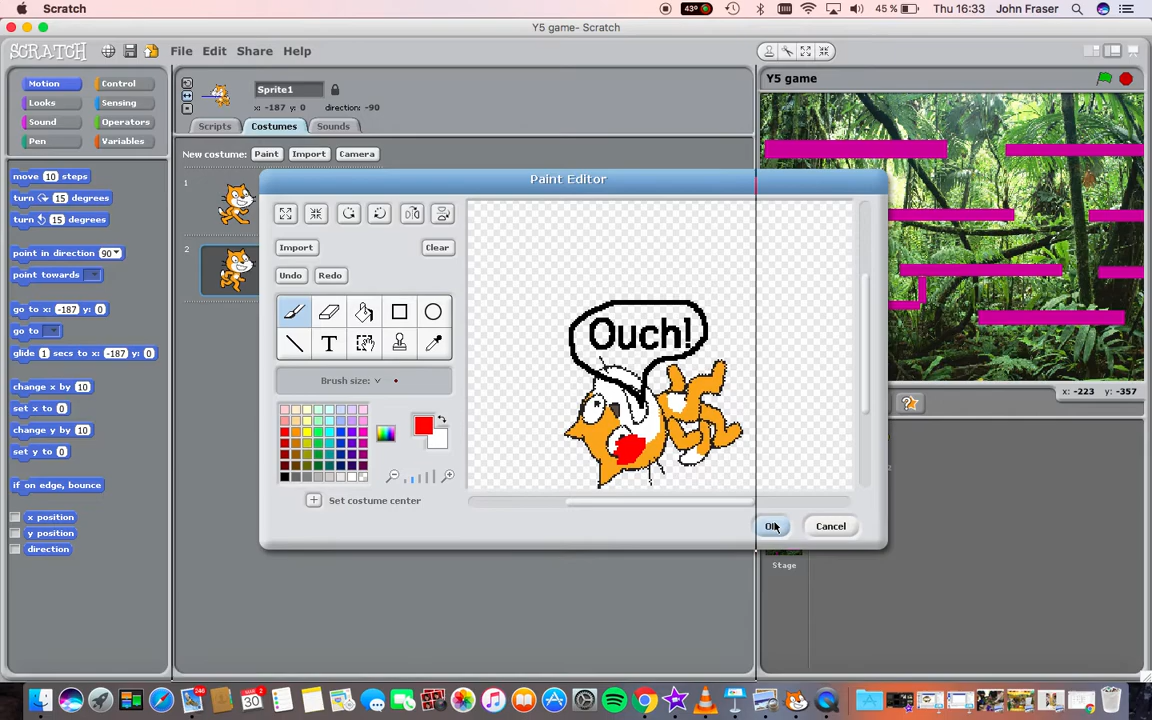 Scratch 43° 45% Thu 16:33 John Fraser
Y5 game- Scratch
SCRATCH File Edit Share Help
Motion Control
Looks Sensing
Sound Operators
Pen Variables
move 10 steps
turn 15 degrees
turn 15 degrees
point in direction 90
point towards
go to x: -187 y: 0
go to
glide 1 secs to x: -187 y: 0
change x by 10
set x to 0
change y by 10
set y to 0
if on edge, bounce
x position
y position
direction
Sprite1
x: -187 y: 0 direction: -90
Scripts Costumes Sounds
New costume: Paint Import Camera
1
2
Paint Editor
Import Clear
Undo Redo
T
Brush size:
Set costume center
Ouch!
OK Cancel
Y5 game
x: -223 y: -357
Stage
246
30
2